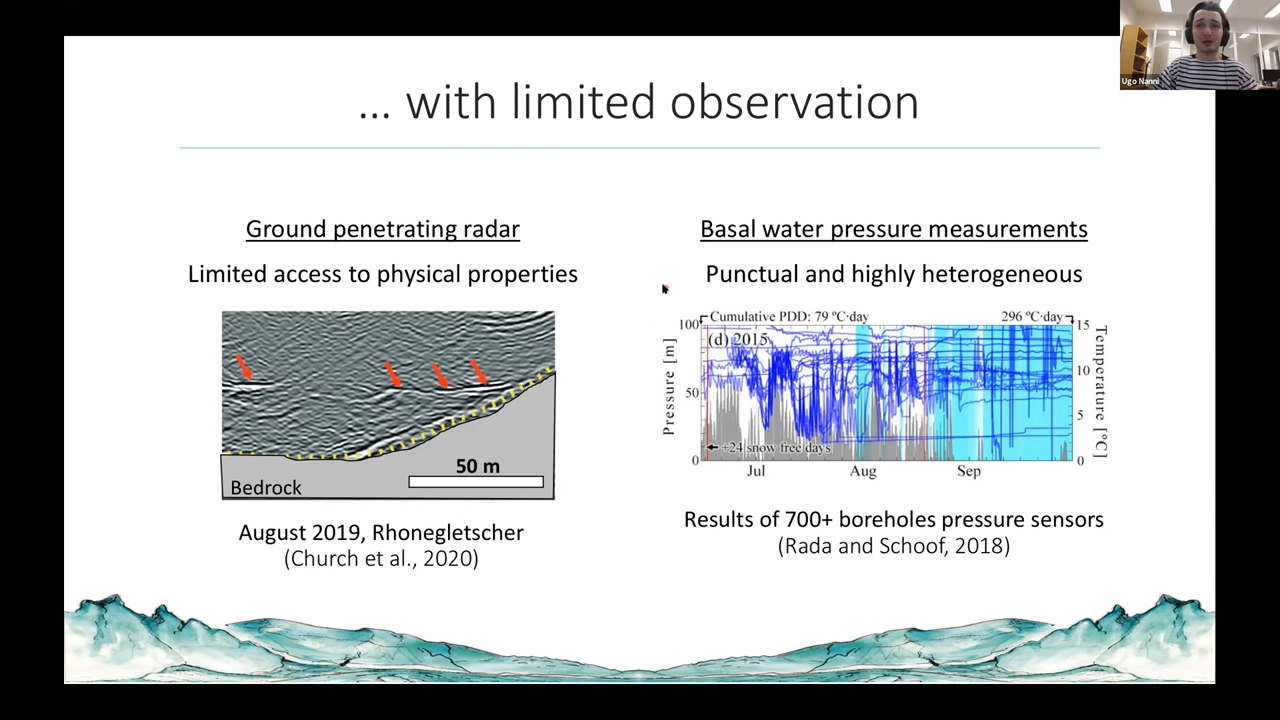 Ugo Nanni
... with limited observation
Ground penetrating radar
Limited access to physical properties
50 m
Bedrock
August 2019, Rhonegletscher
(Church et al., 2020)
Basal water pressure measurements
Punctual and highly heterogeneous
Cumulative PDD: 79 ºC·day
296 ºC·day
(d) 2015
Pressure [m]
100
50
0
+24 snow free days
15
10
5
0
Temperature [°C]
Jul
Aug
Sep
Results of 700+ boreholes pressure sensors
(Rada and Schoof, 2018)